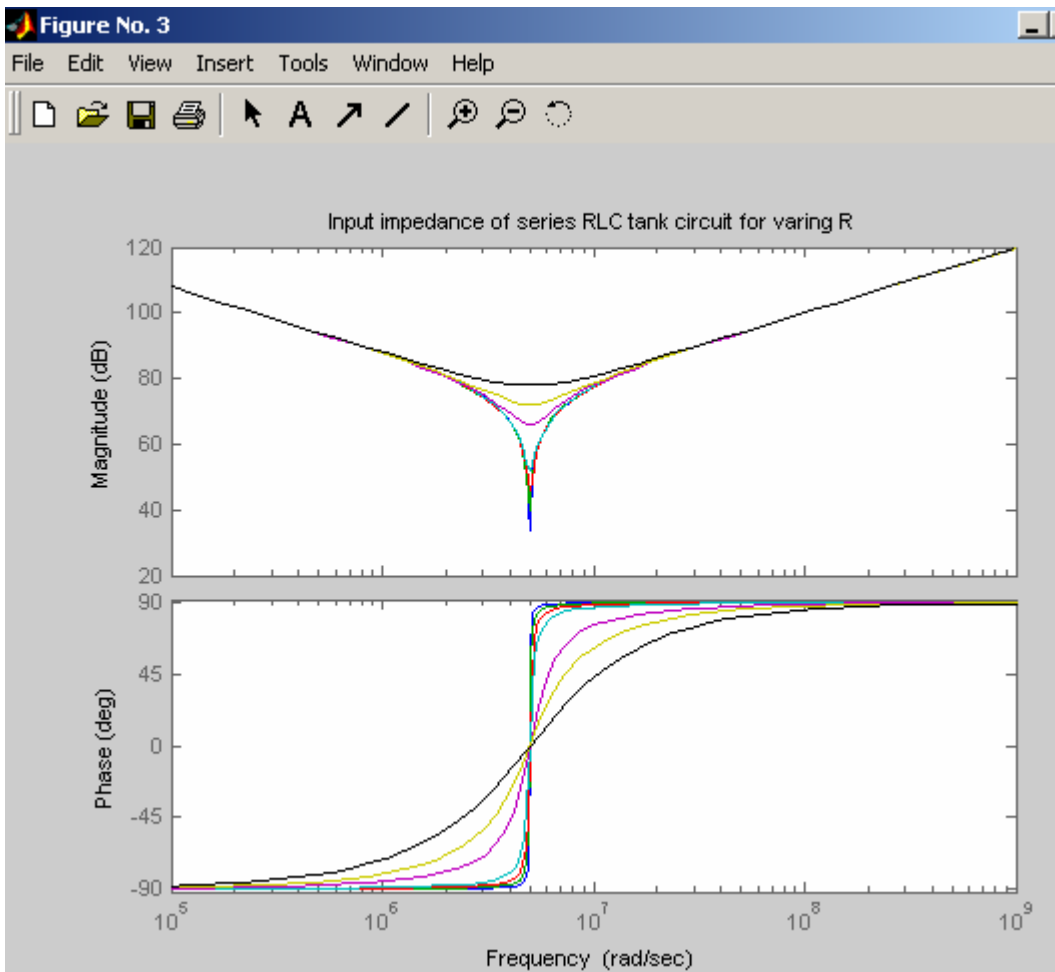 Figure No. 3
File Edit View Insert Tools Window Help
A
Input impedance of series RLC tank circuit for varing R
Magnitude (dB)
120
100
80
60
40
20
Phase (deg)
90
45
0
-45
-90
10^5 10^6 10^7 10^8 10^9
Frequency (rad/sec)